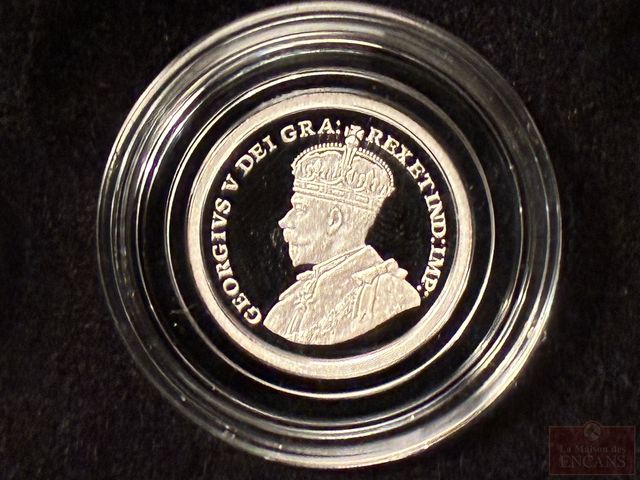 GEORGIVS V DEI GRA: REX ET IND: IMP:
La Maison des
ENCANS